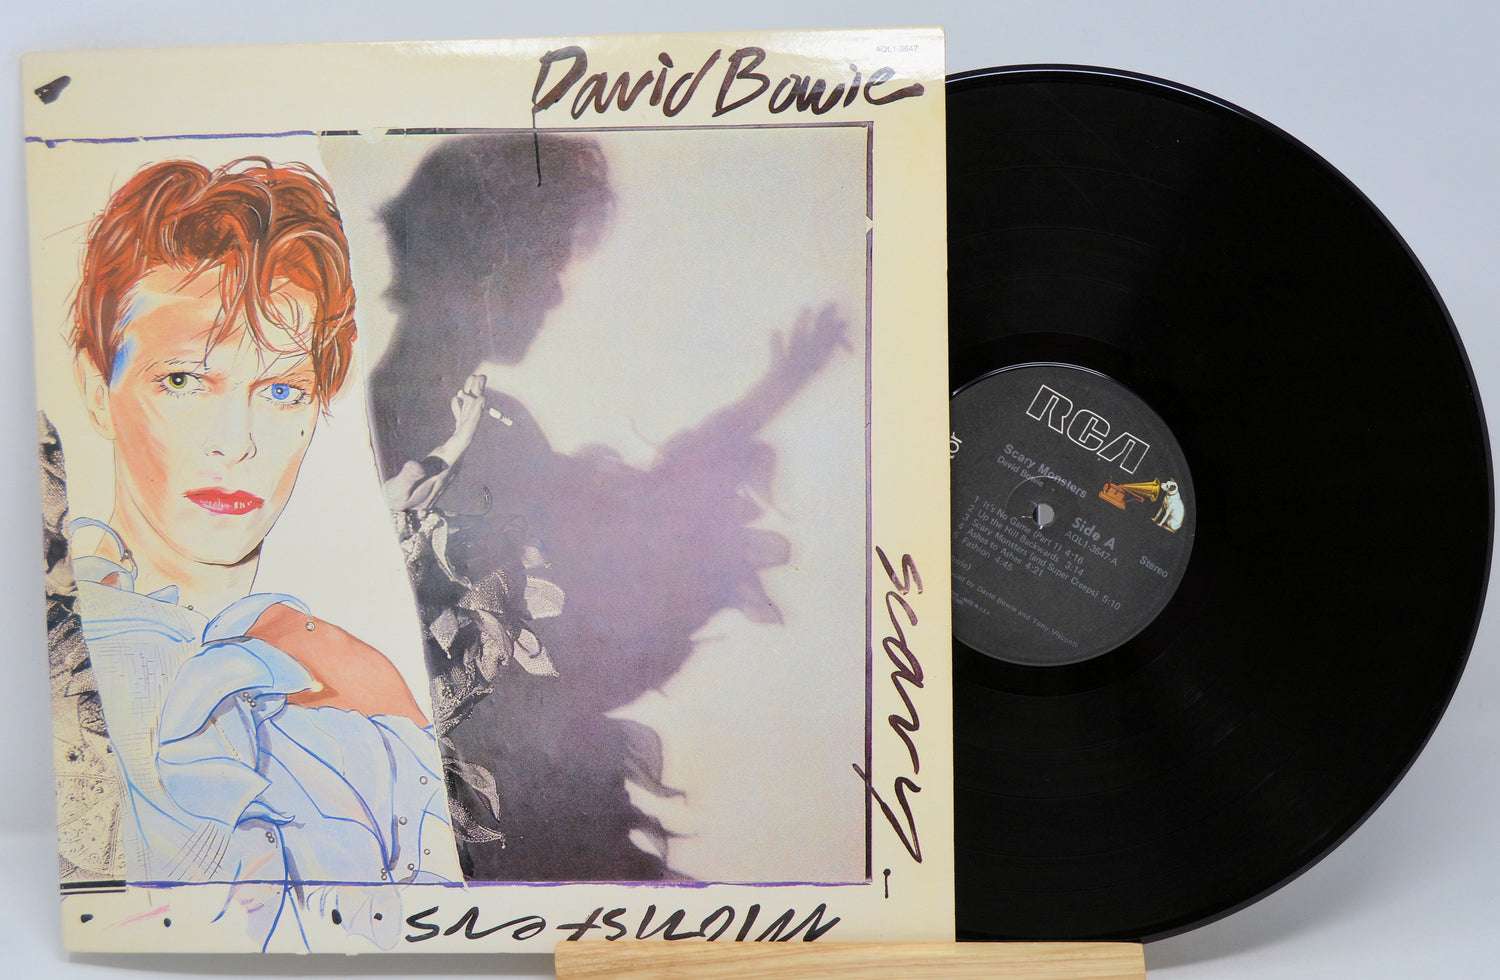 AQL1-3647
David Bowie
scary
monsters
RCA
Scary Monsters
David Bowie
Side A
AQL1-3647-A
Stereo
1 It's No Game (Part 1) 4:16
2 Up the Hill Backwards 3:14
3 Scary Monsters (and Super Creeps) 5:10
4 Ashes to Ashes 4:21
5 Fashion 4:45
by David Bowie and Tony Visconti